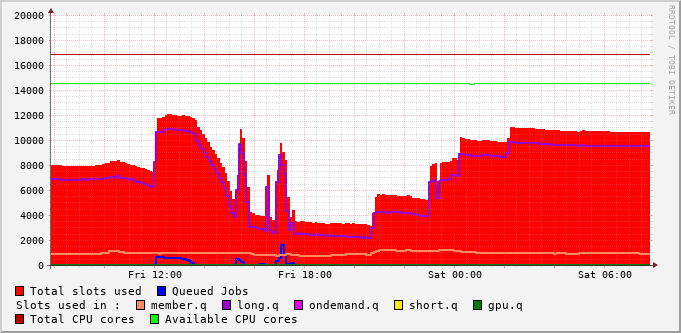 20000
18000
16000
14000
12000
10000
8000
6000
4000
2000
0
Fri 12:00 Fri 18:00 Sat 00:00 Sat 06:00
RRDTOOL / TOBI OETIKER
Total slots used Queued Jobs
Slots used in : member.q long.q ondemand.q short.q gpu.q
Total CPU cores Available CPU cores